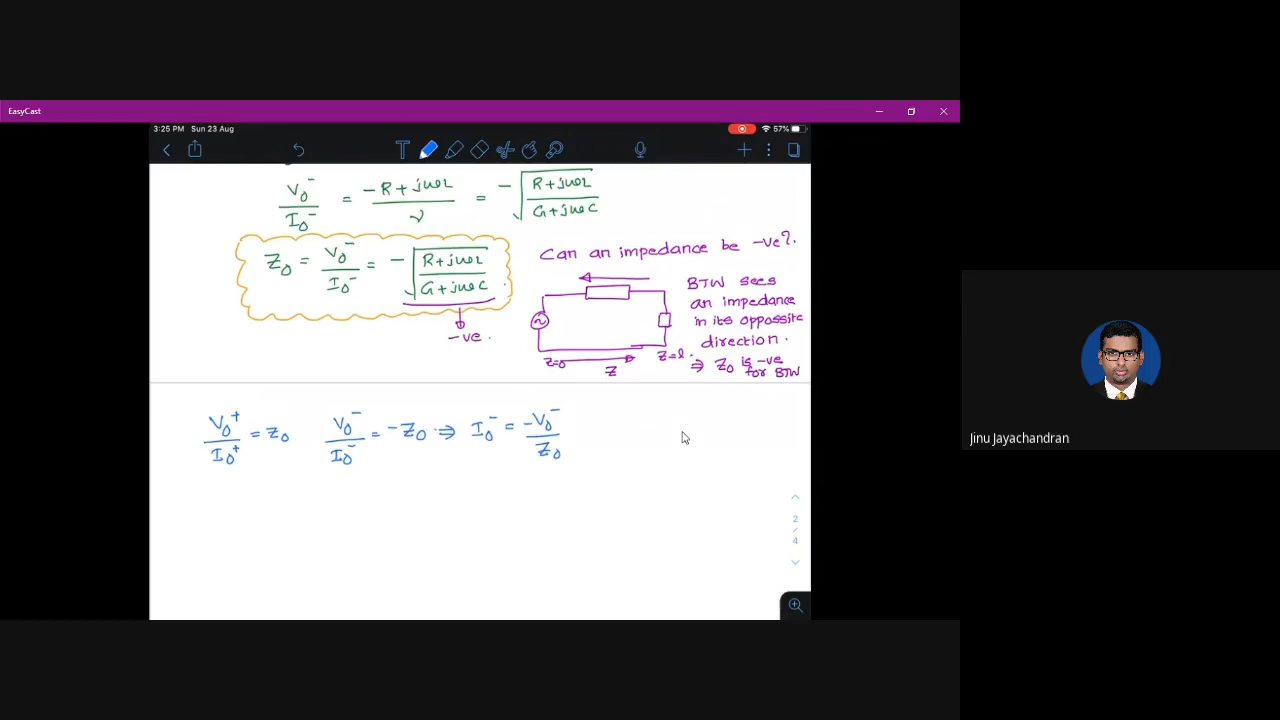 EasyCast
3:25 PM Sun 23 Aug
57%
V₀⁻ / I₀⁻ = -R + jωL / γ = -√(R+jωL / G+jωC)
Z₀ = V₀⁻ / I₀⁻ = -√(R+jωL / G+jωC)
-ve.
Can an impedance be -ve?.
BTW sees
an impedance
in its opposite
direction.
⇒ Z₀ is -ve
for BTW
z=0
z
z=l.
V₀⁺ / I₀⁺ = Z₀ V₀⁻ / I₀⁻ = -Z₀ ⇒ I₀⁻ = -V₀⁻ / Z₀
2
/
4
Jinu Jayachandran